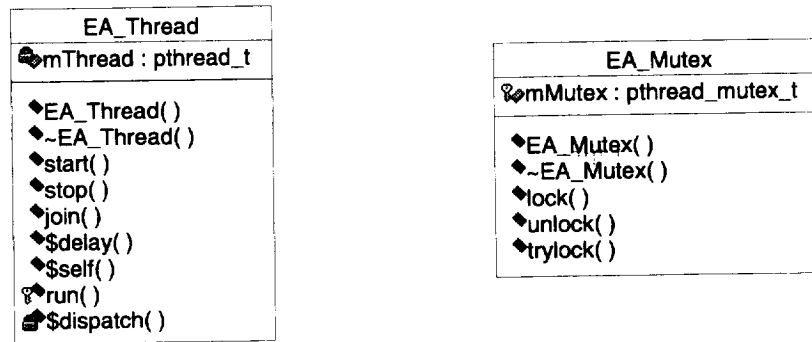 EA_Thread
mThread : pthread_t
EA_Thread( )
~EA_Thread( )
start( )
stop( )
join( )
$delay( )
$self( )
run( )
$dispatch( )
EA_Mutex
mMutex : pthread_mutex_t
EA_Mutex( )
~EA_Mutex( )
lock( )
unlock( )
trylock( )